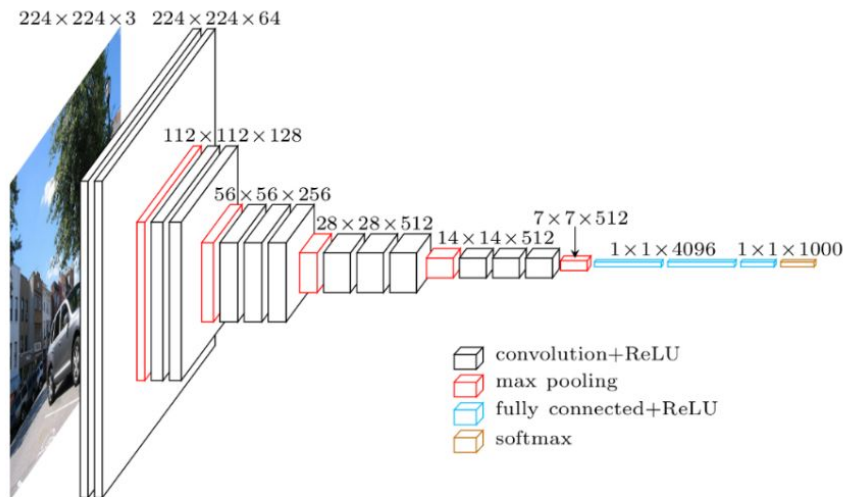 224×224×3
224×224×64
112×112×128
56×56×256
28×28×512
14×14×512
7×7×512
1×1×4096
1×1×1000
convolution+ReLU
max pooling
fully connected+ReLU
softmax